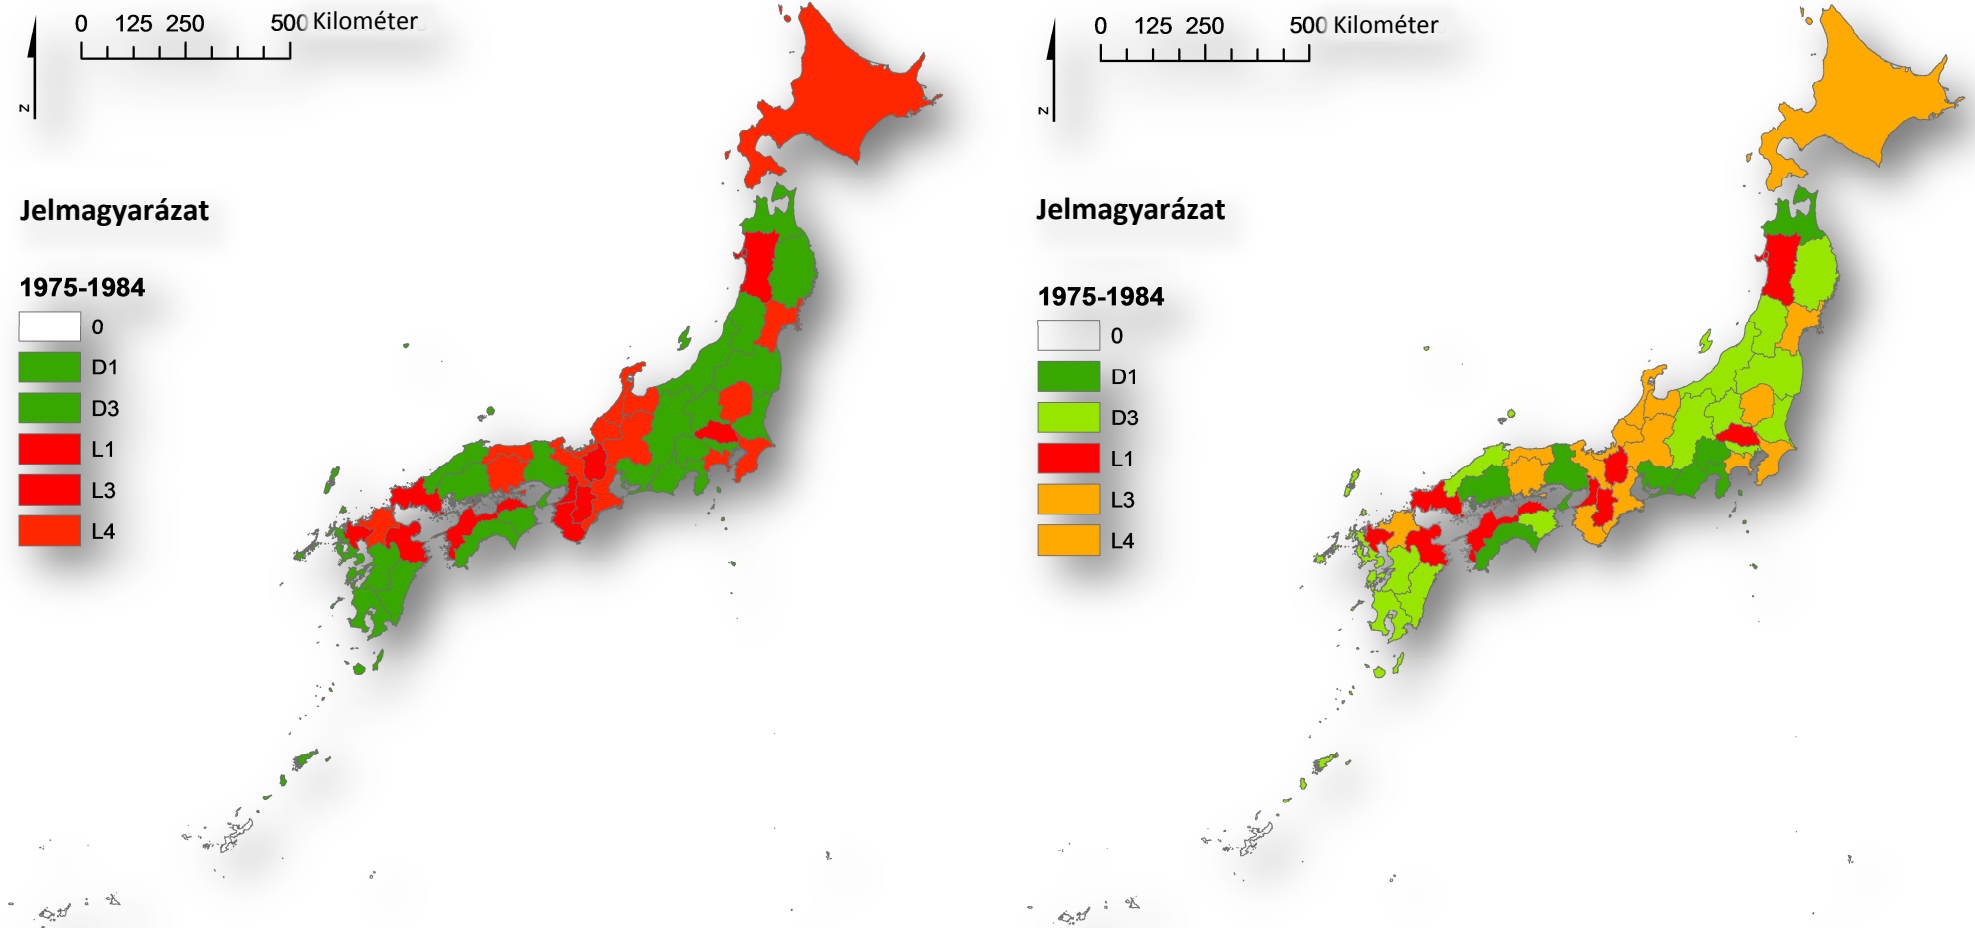 0 125 250 500 Kilométer
z
Jelmagyarázat
1975-1984
0
D1
D3
L1
L3
L4
0 125 250 500 Kilométer
z
Jelmagyarázat
1975-1984
0
D1
D3
L1
L3
L4